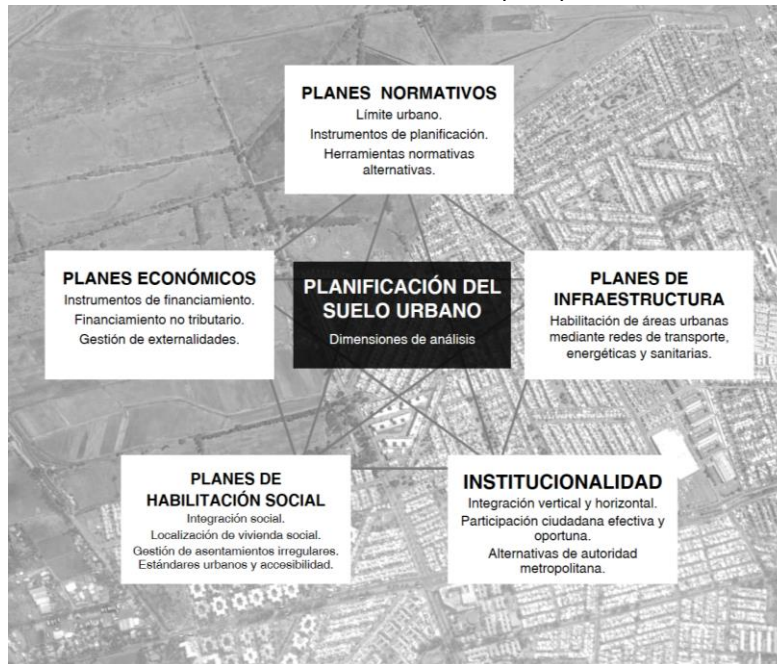 PLANES NORMATIVOS
Límite urbano.
Instrumentos de planificación.
Herramientas normativas
alternativas.
PLANES ECONÓMICOS
Instrumentos de financiamiento.
Financiamiento no tributario.
Gestión de externalidades.
PLANIFICACIÓN DEL
SUELO URBANO
Dimensiones de análisis
PLANES DE
INFRAESTRUCTURA
Habilitación de áreas urbanas
mediante redes de transporte,
energéticas y sanitarias.
PLANES DE
HABILITACIÓN SOCIAL
Integración social.
Localización de vivienda social.
Gestión de asentamientos irregulares.
Estándares urbanos y accesibilidad.
INSTITUCIONALIDAD
Integración vertical y horizontal.
Participación ciudadana efectiva y
oportuna.
Alternativas de autoridad
metropolitana.